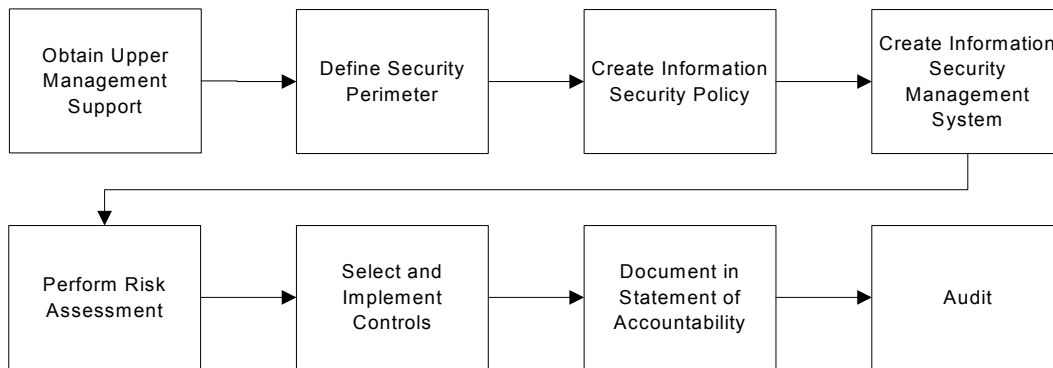 Obtain Upper
Management
Support
Define Security
Perimeter
Create Information
Security Policy
Create Information
Security
Management
System
Perform Risk
Assessment
Select and
Implement
Controls
Document in
Statement of
Accountability
Audit